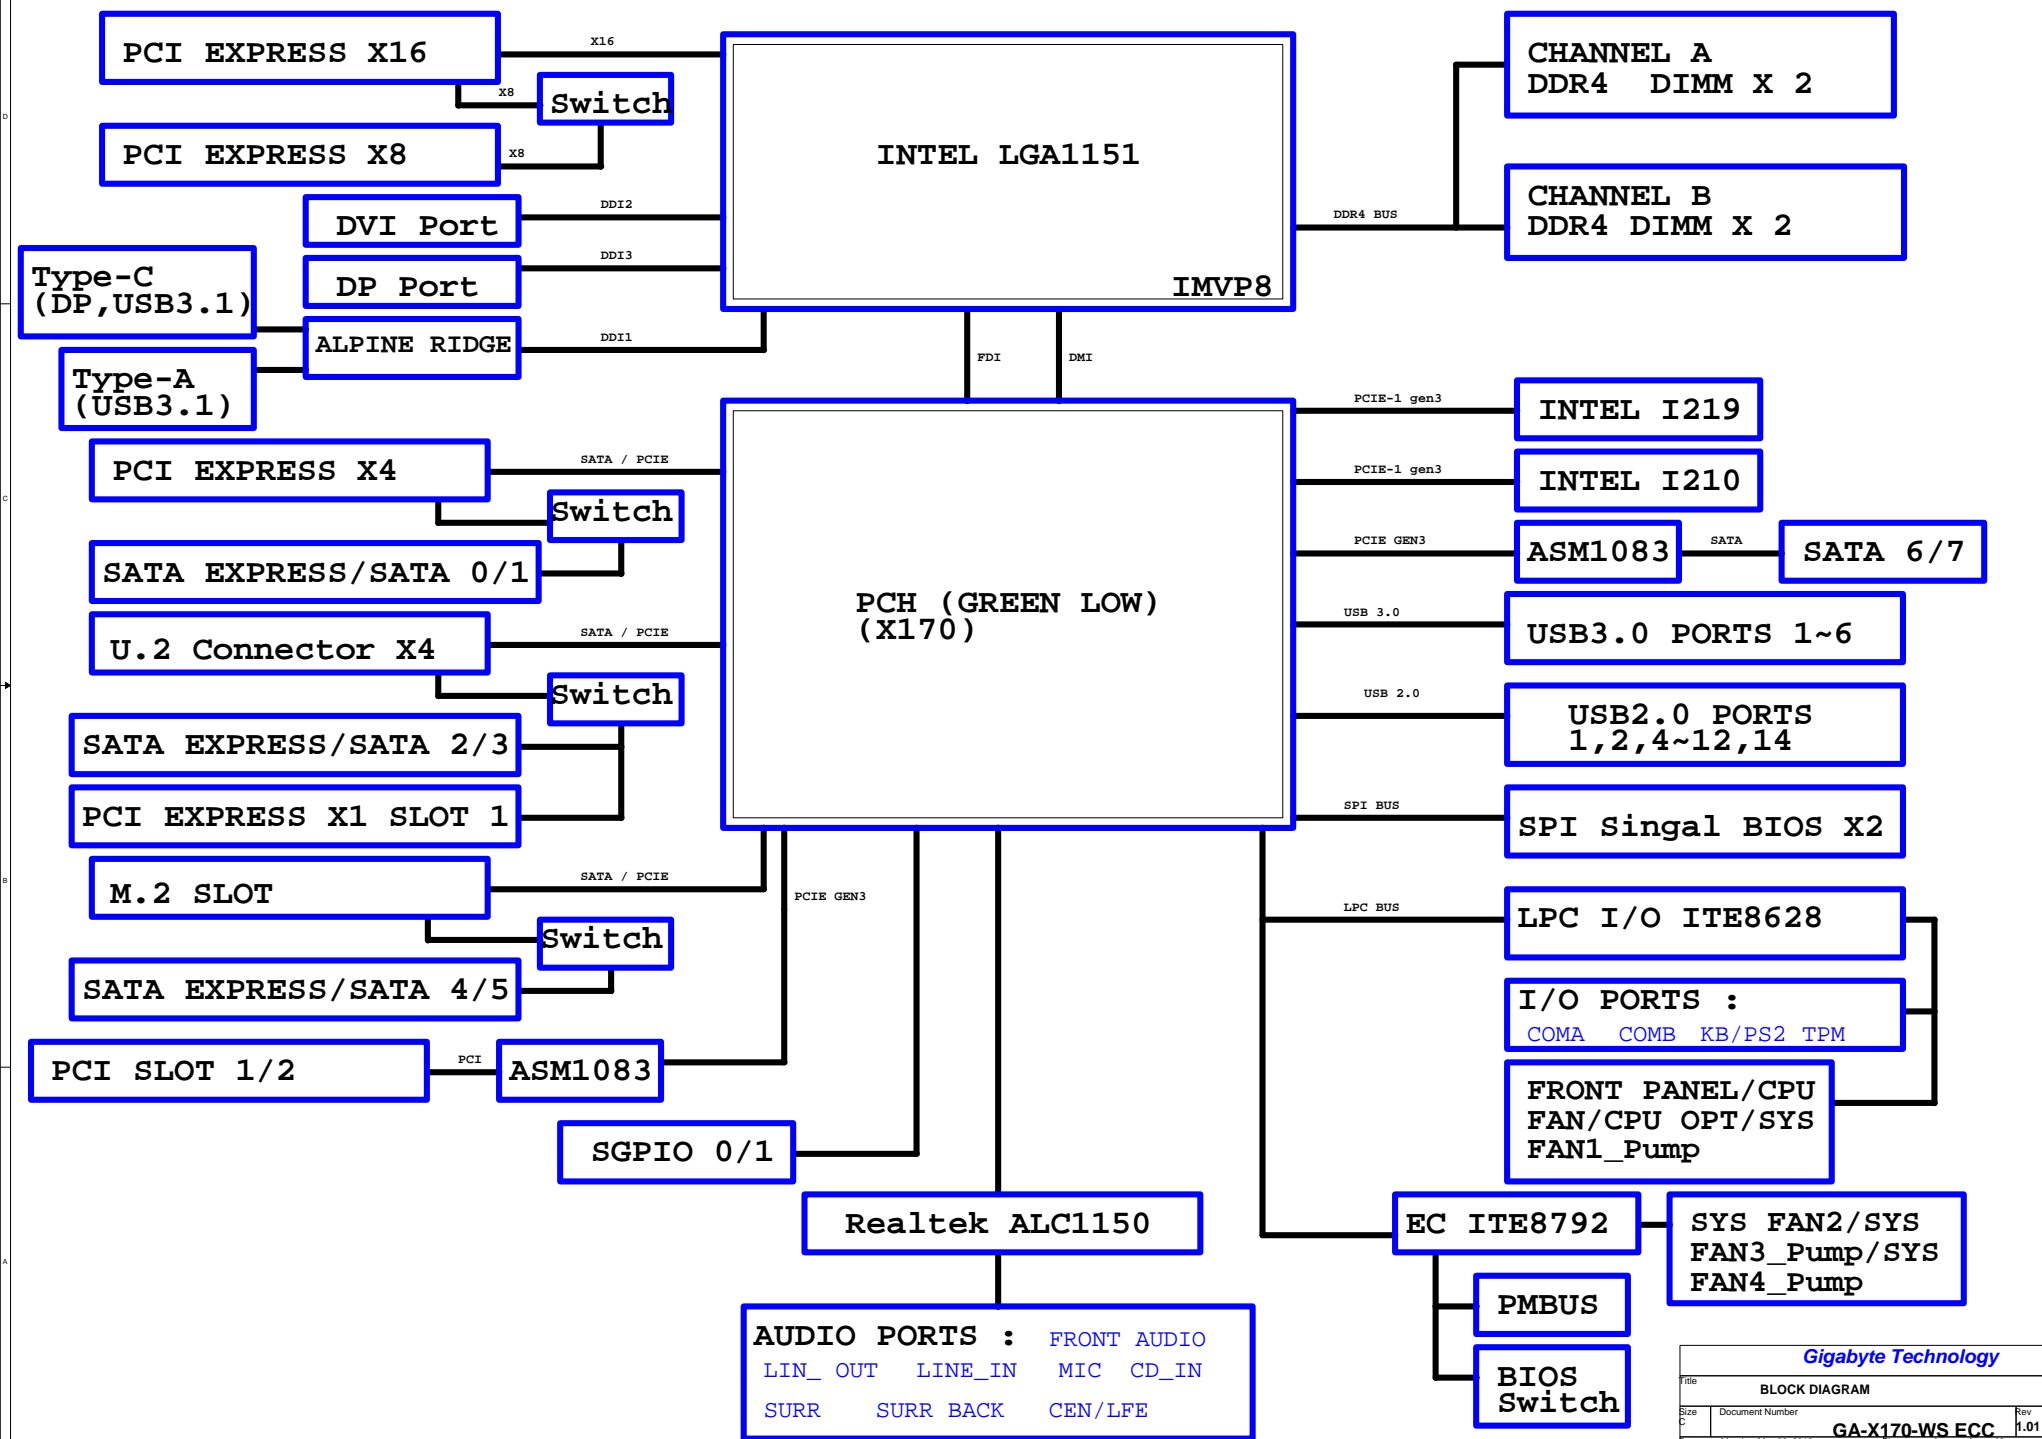 PCI EXPRESS X16
X16
X8
Switch
PCI EXPRESS X8
X8
INTEL LGA1151
IMVP8
CHANNEL A
DDR4 DIMM X 2
CHANNEL B
DDR4 DIMM X 2
DDR4 BUS
DVI Port
DDI2
DP Port
DDI3
Type-C
(DP,USB3.1)
ALPINE RIDGE
DDI1
Type-A
(USB3.1)
FDI
DMI
PCI EXPRESS X4
SATA / PCIE
Switch
SATA EXPRESS/SATA 0/1
U.2 Connector X4
SATA / PCIE
Switch
SATA EXPRESS/SATA 2/3
PCI EXPRESS X1 SLOT 1
PCH (GREEN LOW)
(X170)
PCIE-1 gen3
INTEL I219
PCIE-1 gen3
INTEL I210
PCIE GEN3
ASM1083
SATA
SATA 6/7
USB 3.0
USB3.0 PORTS 1~6
USB 2.0
USB2.0 PORTS
1,2,4~12,14
SPI BUS
SPI Singal BIOS X2
M.2 SLOT
SATA / PCIE
PCIE GEN3
Switch
SATA EXPRESS/SATA 4/5
PCI SLOT 1/2
PCI
ASM1083
LPC BUS
LPC I/O ITE8628
I/O PORTS :
COMA COMB KB/PS2 TPM
FRONT PANEL/CPU
FAN/CPU OPT/SYS
FAN1_Pump
SGPIO 0/1
Realtek ALC1150
EC ITE8792
SYS FAN2/SYS
FAN3_Pump/SYS
FAN4_Pump
PMBUS
BIOS
Switch
AUDIO PORTS : FRONT AUDIO
LIN_ OUT LINE_IN MIC CD_IN
SURR SURR BACK CEN/LFE
D
C
B
A
Gigabyte Technology
Title
BLOCK DIAGRAM
Size
C
Document Number
GA-X170-WS ECC
Rev
1.01